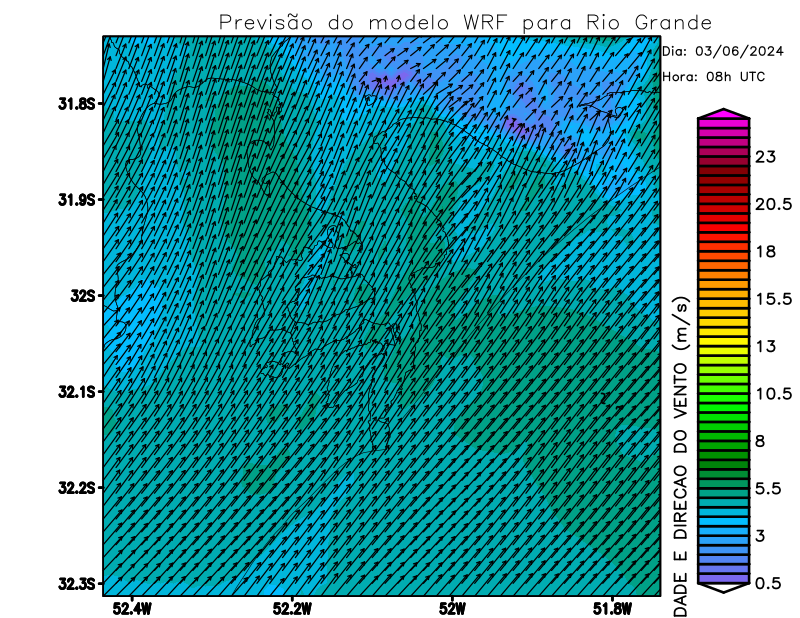 Previsão do modelo WRF para Rio Grande
Dia: 03/06/2024
Hora: 08h UTC
31.8S
31.9S
32S
32.1S
32.2S
32.3S
52.4W
52.2W
52W
51.8W
DADE E DIRECAO DO VENTO (m/s)
23
20.5
18
15.5
13
10.5
8
5.5
3
0.5